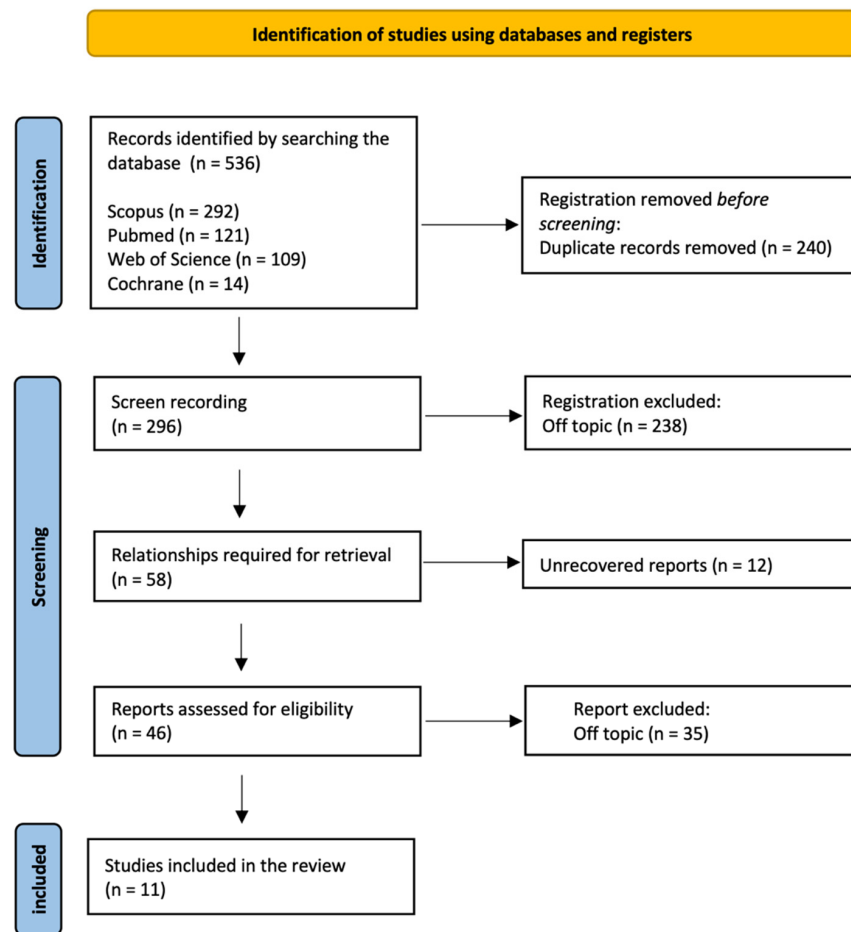 Identification of studies using databases and registers
Identification
Records identified by searching the
database (n = 536)
Scopus (n = 292)
Pubmed (n = 121)
Web of Science (n = 109)
Cochrane (n = 14)
Registration removed before
screening:
Duplicate records removed (n = 240)
Screening
Screen recording
(n = 296)
Registration excluded:
Off topic (n = 238)
Relationships required for retrieval
(n = 58)
Unrecovered reports (n = 12)
Reports assessed for eligibility
(n = 46)
Report excluded:
Off topic (n = 35)
included
Studies included in the review
(n = 11)